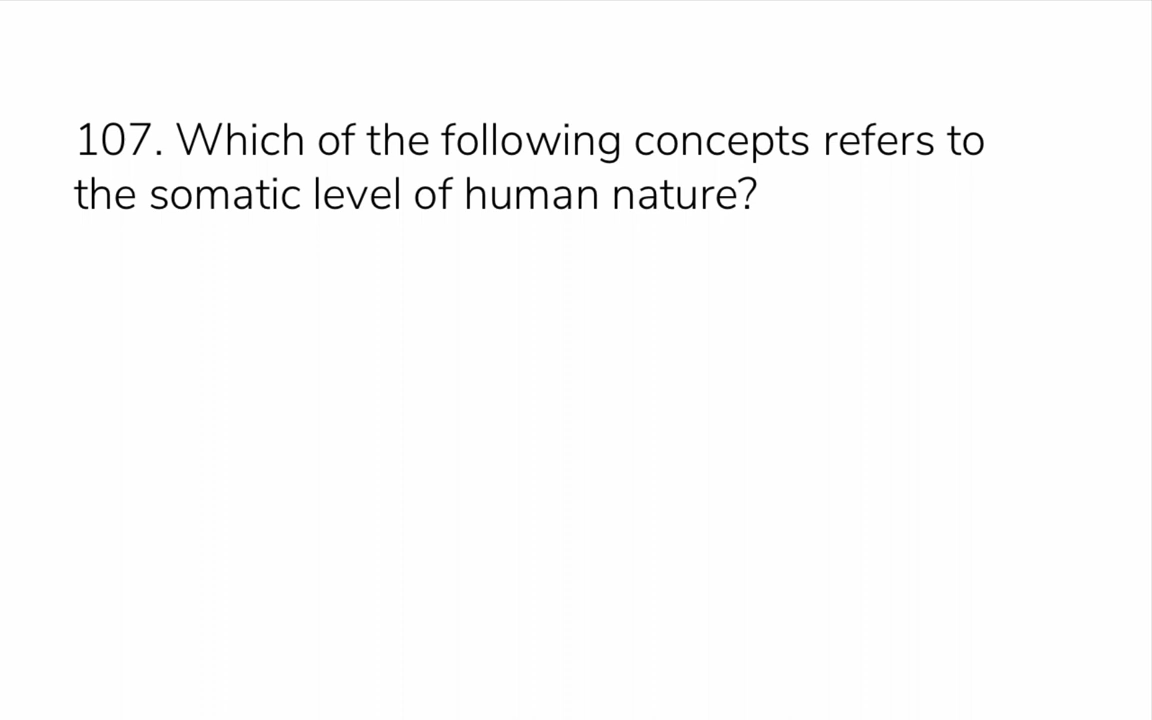 107. Which of the following concepts refers to
the somatic level of human nature?